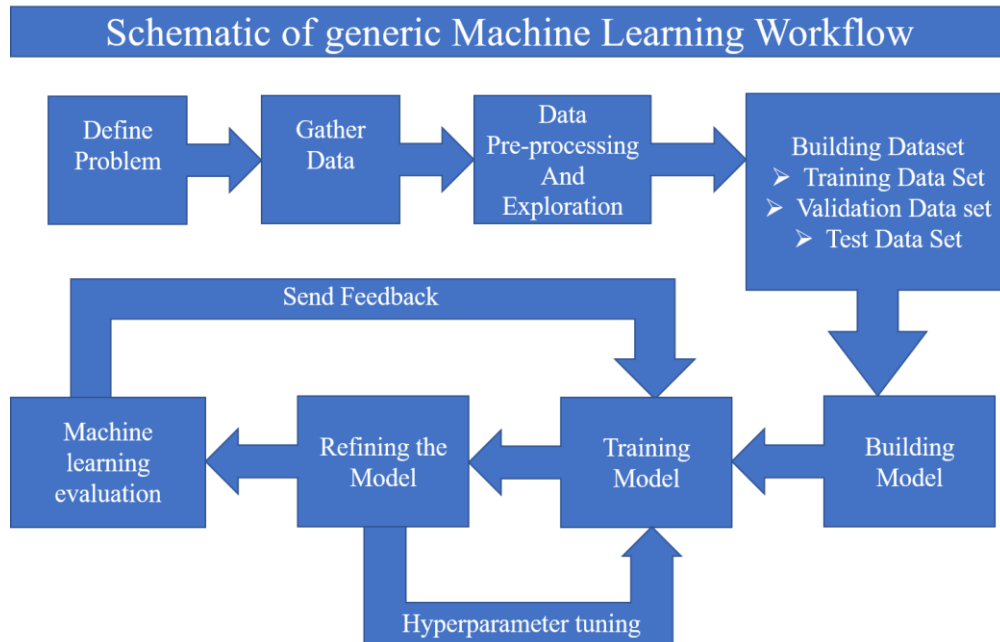 Schematic of generic Machine Learning Workflow
Define
Problem
Gather
Data
Data
Pre-processing
And
Exploration
Building Dataset
➢ Training Data Set
➢ Validation Data set
➢ Test Data Set
Send Feedback
Machine
learning
evaluation
Refining the
Model
Training
Model
Building
Model
Hyperparameter tuning